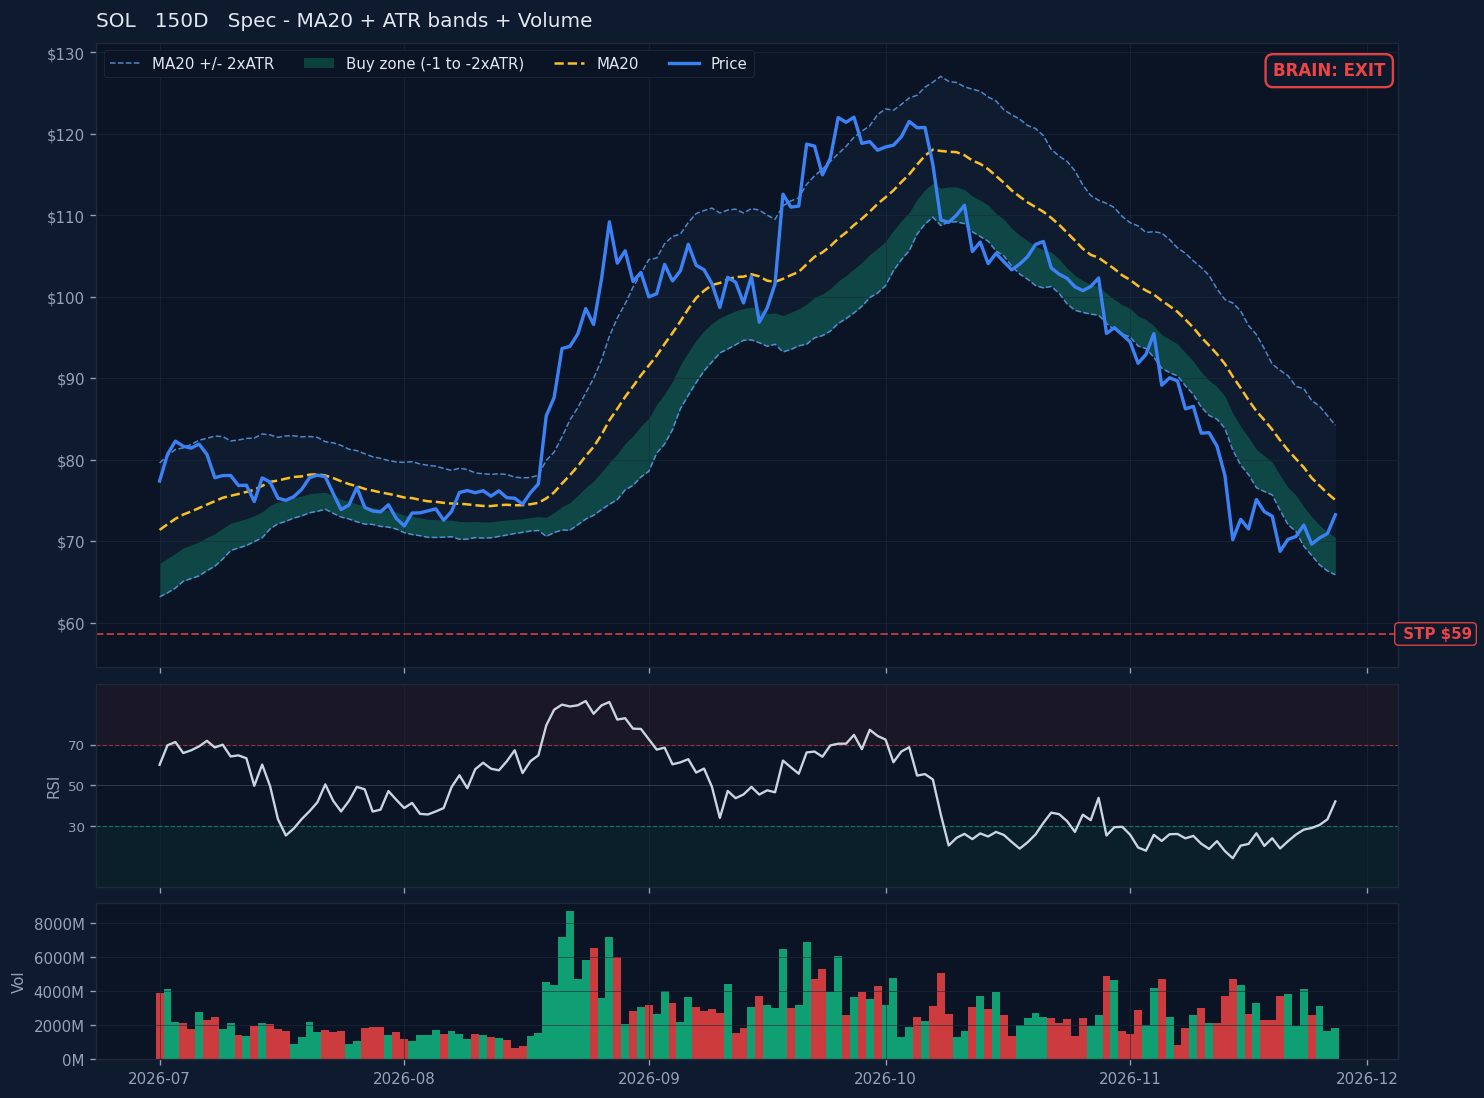 SOL   150D   Spec - MA20 + ATR bands + Volume
MA20 +/- 2xATR   Buy zone (-1 to -2xATR)   MA20   Price
BRAIN: EXIT
$130
$120
$110
$100
$90
$80
$70
$60
STP $59
RSI
70
50
30
Vol
8000M
6000M
4000M
2000M
0M
2026-07   2026-08   2026-09   2026-10   2026-11   2026-12